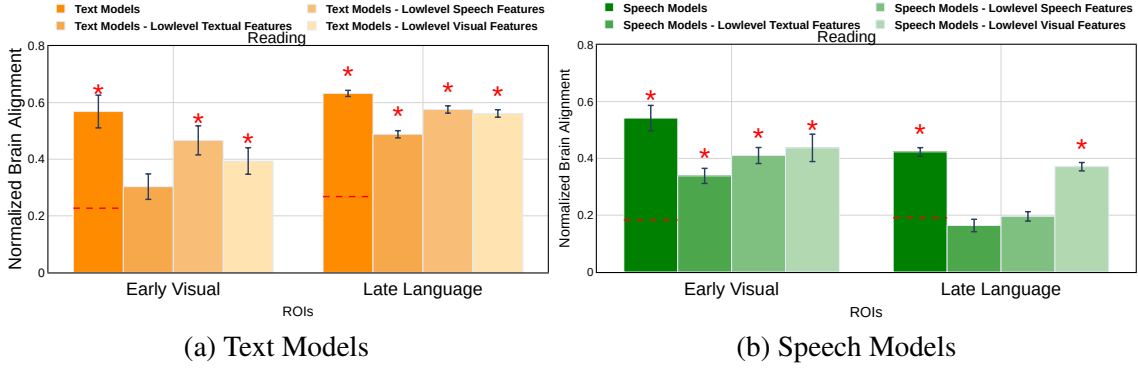 Text Models
Text Models - Lowlevel Speech Features
Text Models - Lowlevel Textual Features
Text Models - Lowlevel Visual Features
Reading
Normalized Brain Alignment
0.8
0.6
0.4
0.2
0
*
*
*
*
*
*
*
Early Visual
Late Language
ROIs
(a) Text Models
Speech Models
Speech Models - Lowlevel Speech Features
Speech Models - Lowlevel Textual Features
Speech Models - Lowlevel Visual Features
Reading
Normalized Brain Alignment
0.8
0.6
0.4
0.2
0
*
*
*
*
*
*
Early Visual
Late Language
ROIs
(b) Speech Models